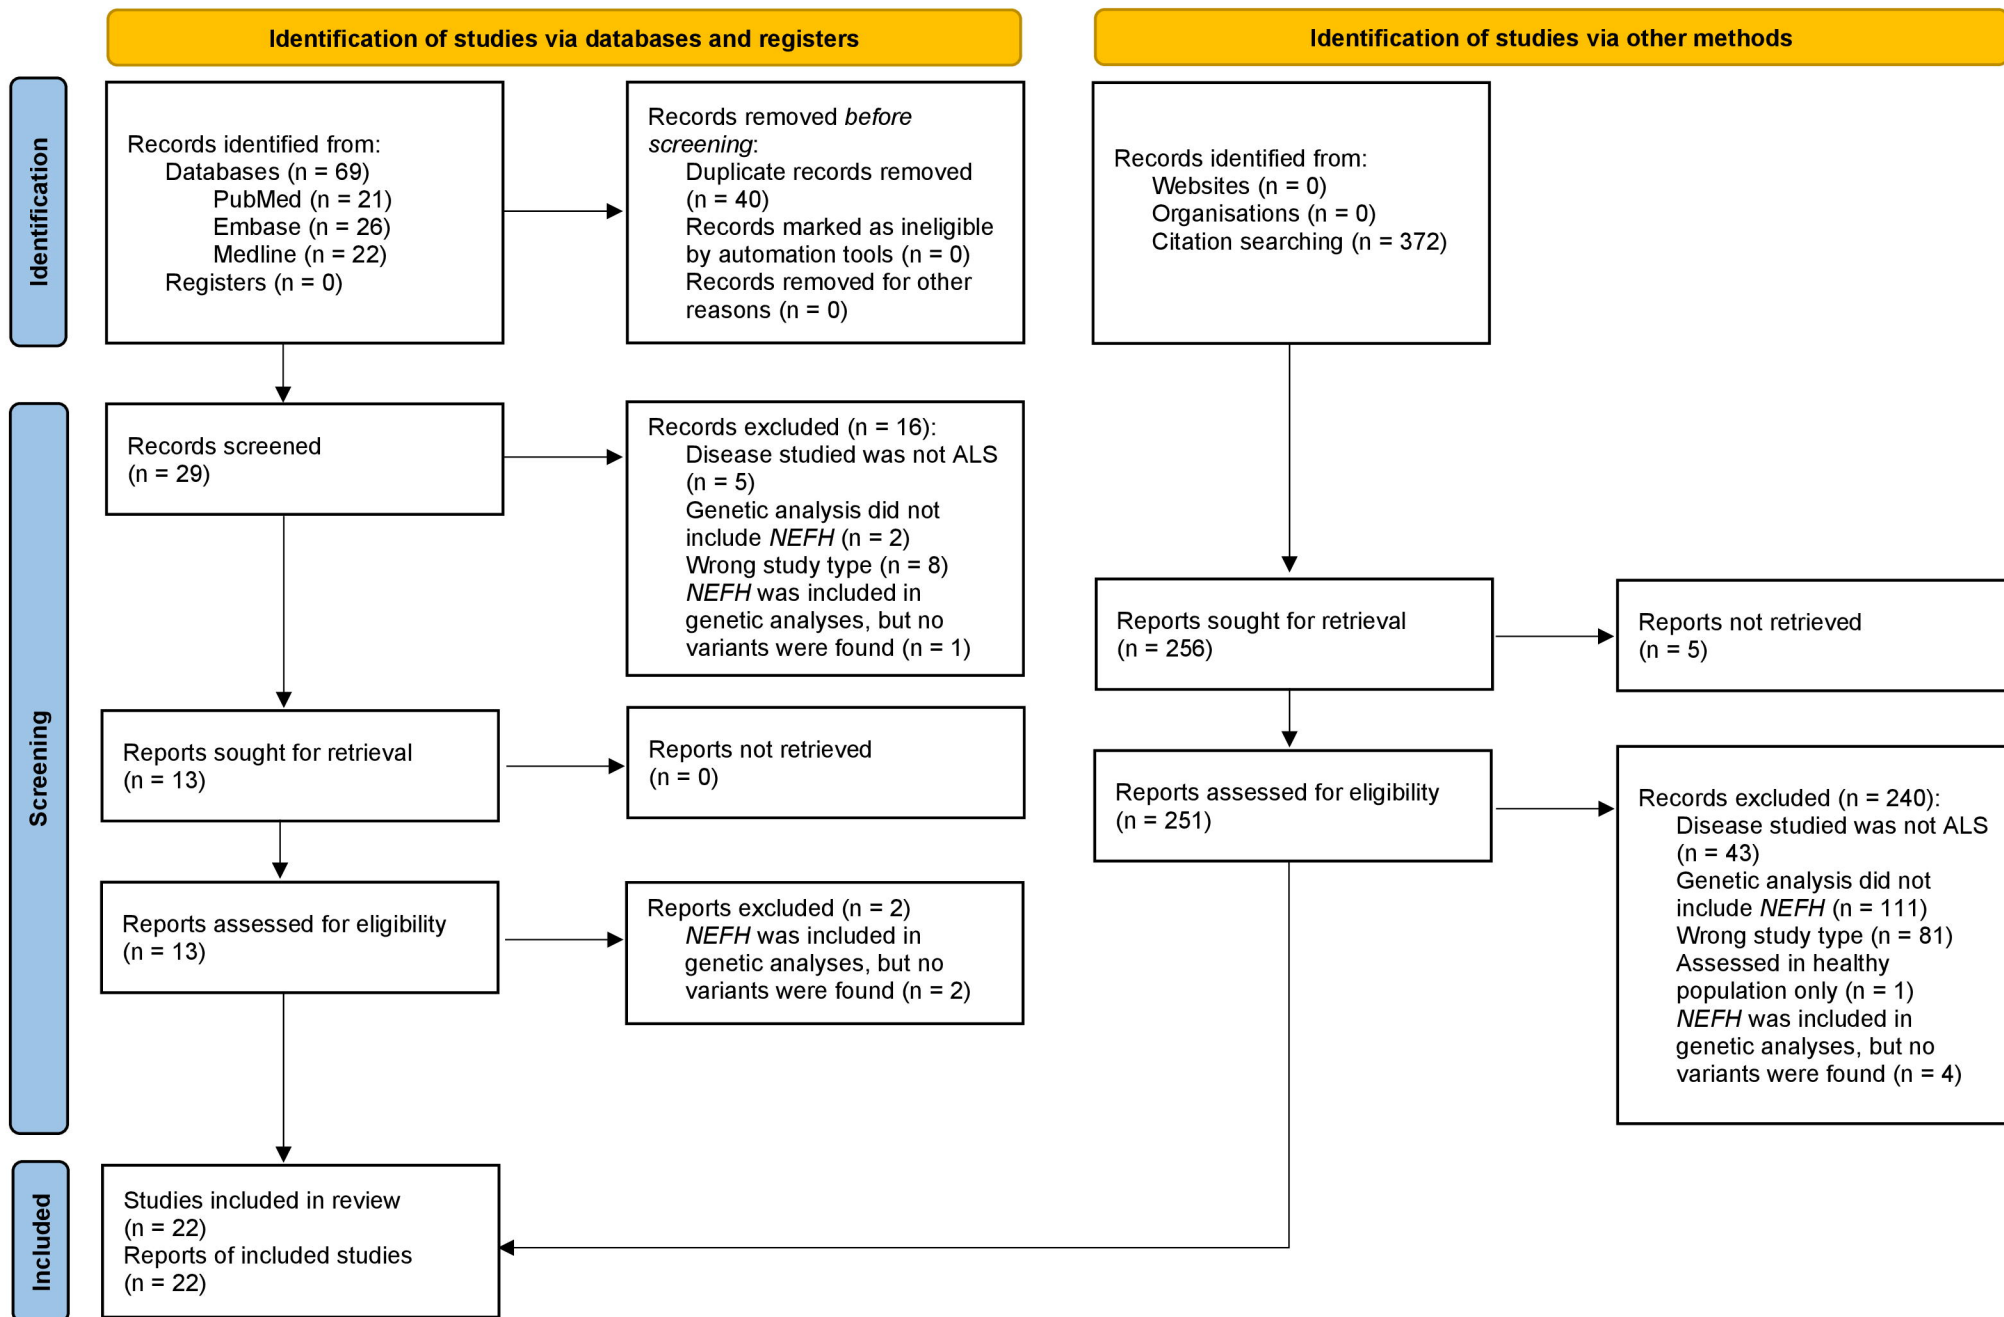 Identification of studies via databases and registers
Identification of studies via other methods
Identification
Records identified from:
Databases (n = 69)
PubMed (n = 21)
Embase (n = 26)
Medline (n = 22)
Registers (n = 0)
Records removed before
screening:
Duplicate records removed
(n = 40)
Records marked as ineligible
by automation tools (n = 0)
Records removed for other
reasons (n = 0)
Records identified from:
Websites (n = 0)
Organisations (n = 0)
Citation searching (n = 372)
Screening
Records screened
(n = 29)
Records excluded (n = 16):
Disease studied was not ALS
(n = 5)
Genetic analysis did not
include NEFH (n = 2)
Wrong study type (n = 8)
NEFH was included in
genetic analyses, but no
variants were found (n = 1)
Reports sought for retrieval
(n = 256)
Reports not retrieved
(n = 5)
Reports sought for retrieval
(n = 13)
Reports not retrieved
(n = 0)
Reports assessed for eligibility
(n = 251)
Records excluded (n = 240):
Disease studied was not ALS
(n = 43)
Genetic analysis did not
include NEFH (n = 111)
Wrong study type (n = 81)
Assessed in healthy
population only (n = 1)
NEFH was included in
genetic analyses, but no
variants were found (n = 4)
Reports assessed for eligibility
(n = 13)
Reports excluded (n = 2)
NEFH was included in
genetic analyses, but no
variants were found (n = 2)
Included
Studies included in review
(n = 22)
Reports of included studies
(n = 22)